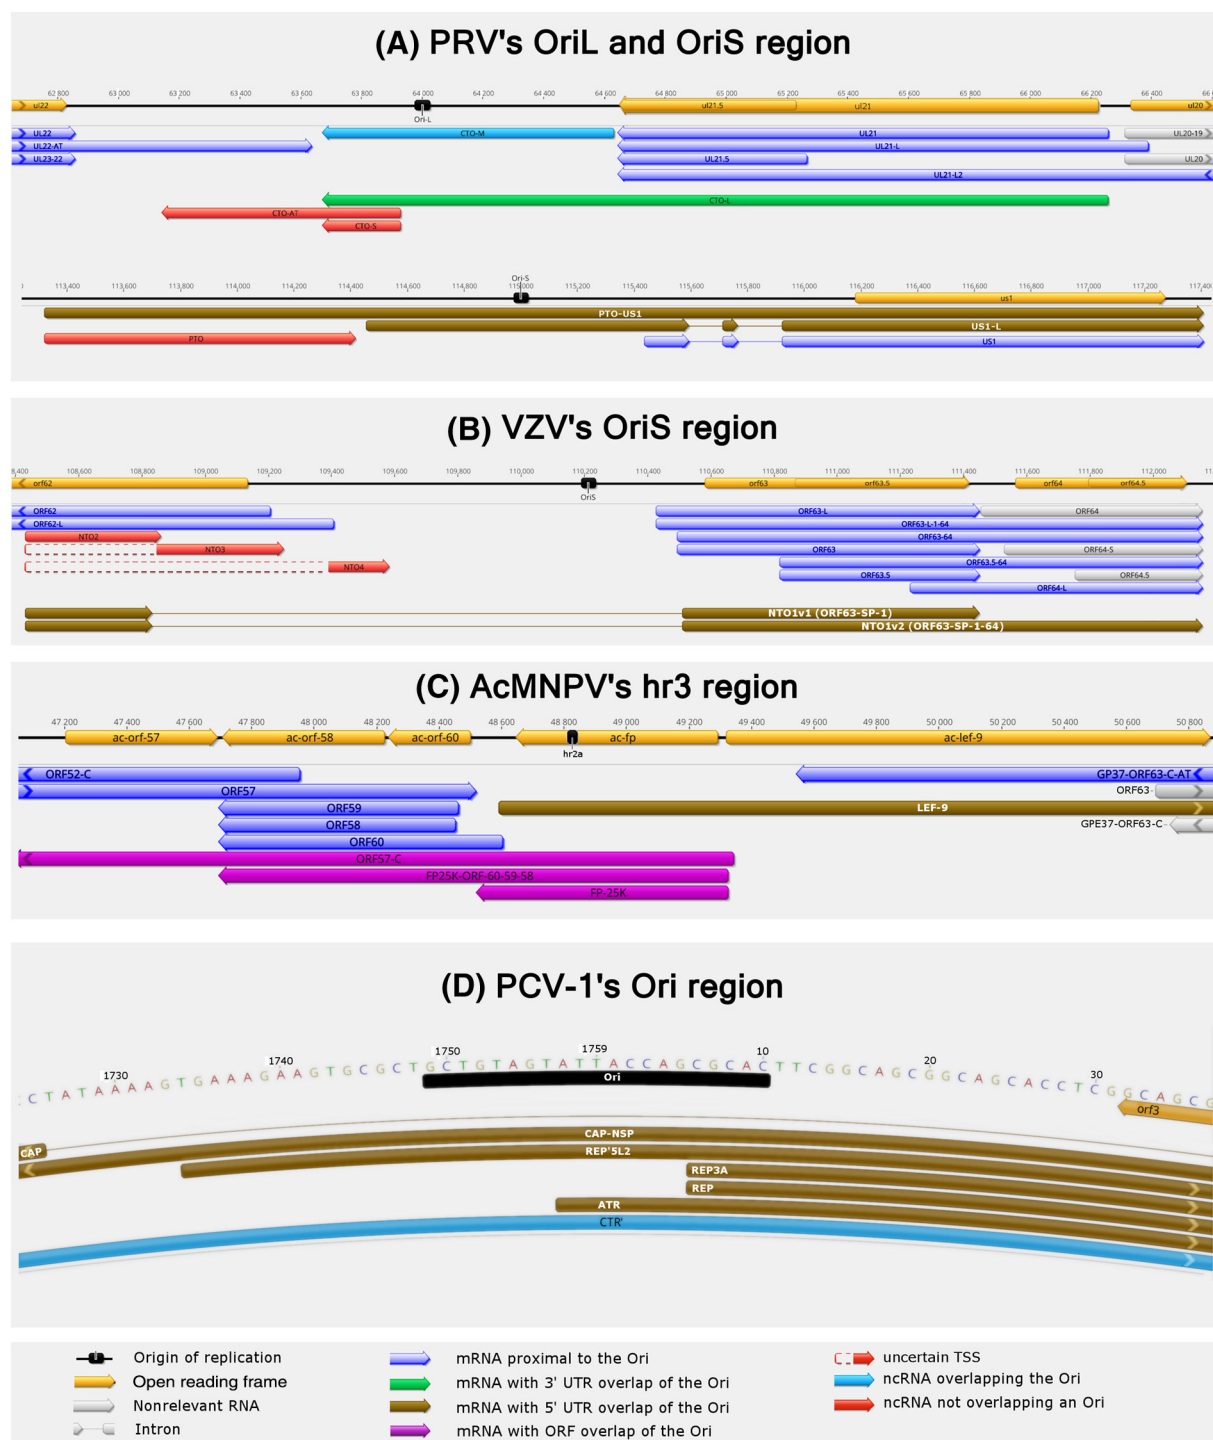 (A) PRV's OriL and OriS region
62 800 63 000 63 200 63 400 63 600 63 800 64 000 64 200 64 400 64 600 64 800 65 000 65 200 65 400 65 600 65 800 66 000 66 200 66 400 66 6
ul22 ul21.5 ul21 ul20
Ori-L
UL22 CTO-M UL21 UL20-19
UL22-AT UL21-L
UL23-22 UL21.5 UL20
UL21-L2
CTO-L
CTO-AT
CTO-S
Ori-S
113,400 113,600 113,800 114,000 114,200 114,400 114,600 114,800 115,000 115,200 115,400 115,600 115,800 116,000 116,200 116,400 116,600 116,800 117,000 117,200 117,400
us1
PTO-US1
US1-L
PTO US1
(B) VZV's OriS region
8,400 108,600 108,800 109,000 109,200 109,400 109,600 109,800 110,000 110,200 110,400 110,600 110,800 111,000 111,200 111,400 111,600 111,800 112,000 112,
orf62 orf63 orf63.5 orf64 orf64.5
OriS
ORF62 ORF63-L ORF64
ORF62-L ORF63-L-1-64
NTO2 ORF63-64
NTO3 ORF63 ORF64-S
ORF63.5-64
NTO4 ORF63.5 ORF64.5
ORF64-L
NTO1v1 (ORF63-SP-1)
NTO1v2 (ORF63-SP-1-64)
(C) AcMNPV's hr3 region
47 200 47 400 47 600 47 800 48 000 48 200 48 400 48 600 48 800 49 000 49 200 49 400 49 600 49 800 50 000 50 200 50 400 50 600 50 800
ac-orf-57 ac-orf-58 ac-orf-60 ac-fp ac-lef-9
hr2a
ORF52-C GP37-ORF63-C-AT
ORF57 ORF63
ORF59 LEF-9
ORF58 GPE37-ORF63-C
ORF60
ORF57-C
FP25K-ORF-60-59-58
FP-25K
(D) PCV-1's Ori region
1730 1740 1750 1759 10 20 30
C C T A T A A A A G T G A A A G A A G T G C G C T G C T G T A G T A T T A C C A G C G C A C T T C G G C A G C G G C A G C A C C T C G G C A G C G
Ori
orf3
CAP CAP-NSP
REP'5L2
REP3A
REP
ATR
CTR'
Origin of replication mRNA proximal to the Ori uncertain TSS
Open reading frame mRNA with 3' UTR overlap of the Ori ncRNA overlapping the Ori
Nonrelevant RNA mRNA with 5' UTR overlap of the Ori ncRNA not overlapping an Ori
Intron mRNA with ORF overlap of the Ori